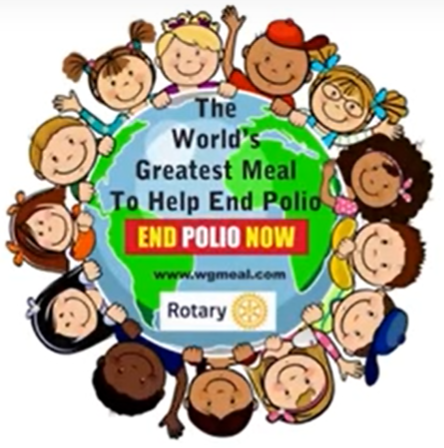 The
World's
Greatest Meal
To Help End Polio
END POLIO NOW
www.wgmeal.com
Rotary